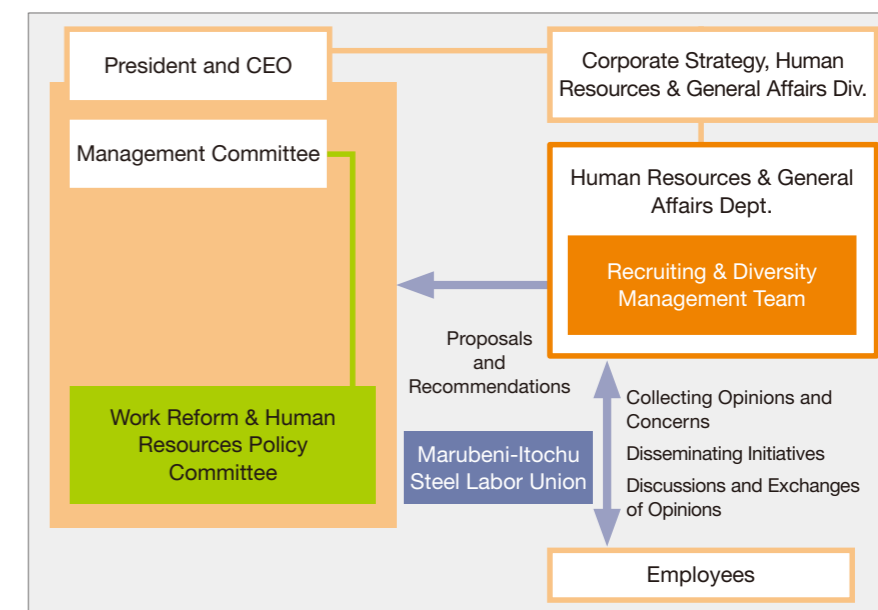 President and CEO
Corporate Strategy, Human
Resources & General Affairs Div.
Management Committee
Human Resources & General
Affairs Dept.
Recruiting & Diversity
Management Team
Proposals
and
Recommendations
Work Reform & Human
Resources Policy
Committee
Marubeni-Itochu
Steel Labor Union
Collecting Opinions and
Concerns
Disseminating Initiatives
Discussions and Exchanges
of Opinions
Employees